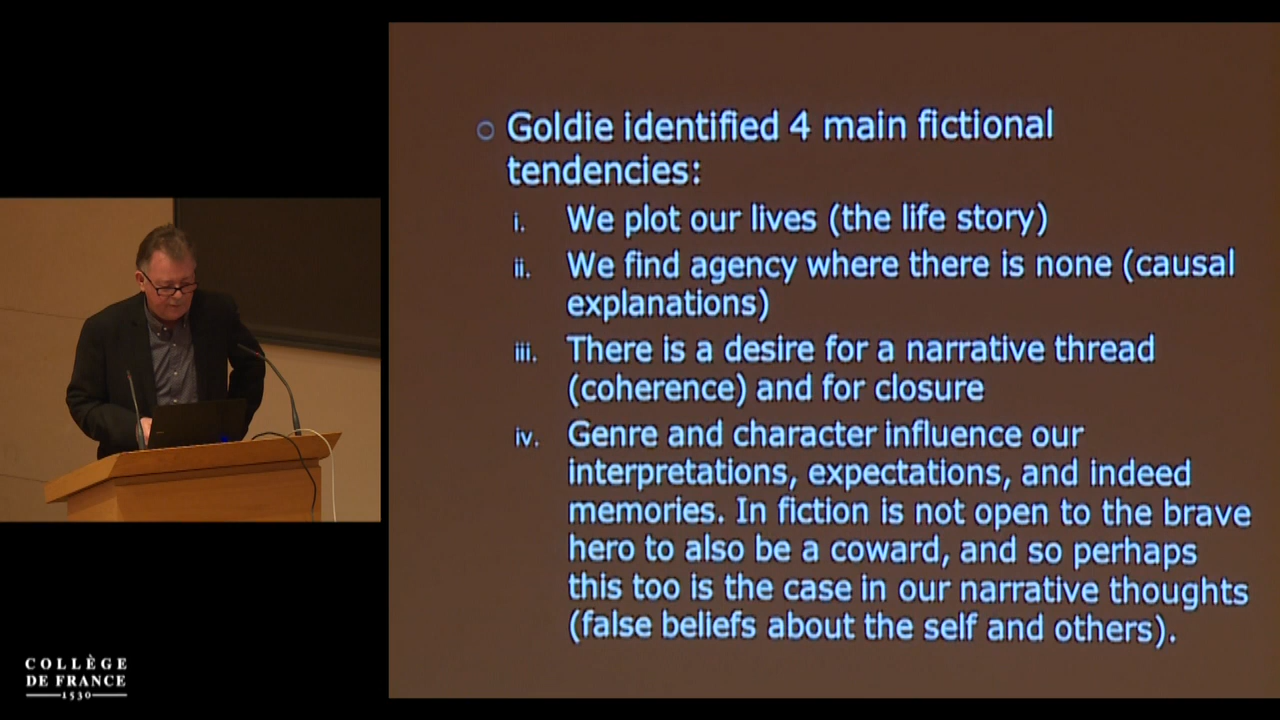 ○ Goldie identified 4 main fictional
tendencies:
i. We plot our lives (the life story)
ii. We find agency where there is none (causal
explanations)
iii. There is a desire for a narrative thread
(coherence) and for closure
iv. Genre and character influence our
interpretations, expectations, and indeed
memories. In fiction is not open to the brave
hero to also be a coward, and so perhaps
this too is the case in our narrative thoughts
(false beliefs about the self and others).
COLLÈGE
DE FRANCE
1530